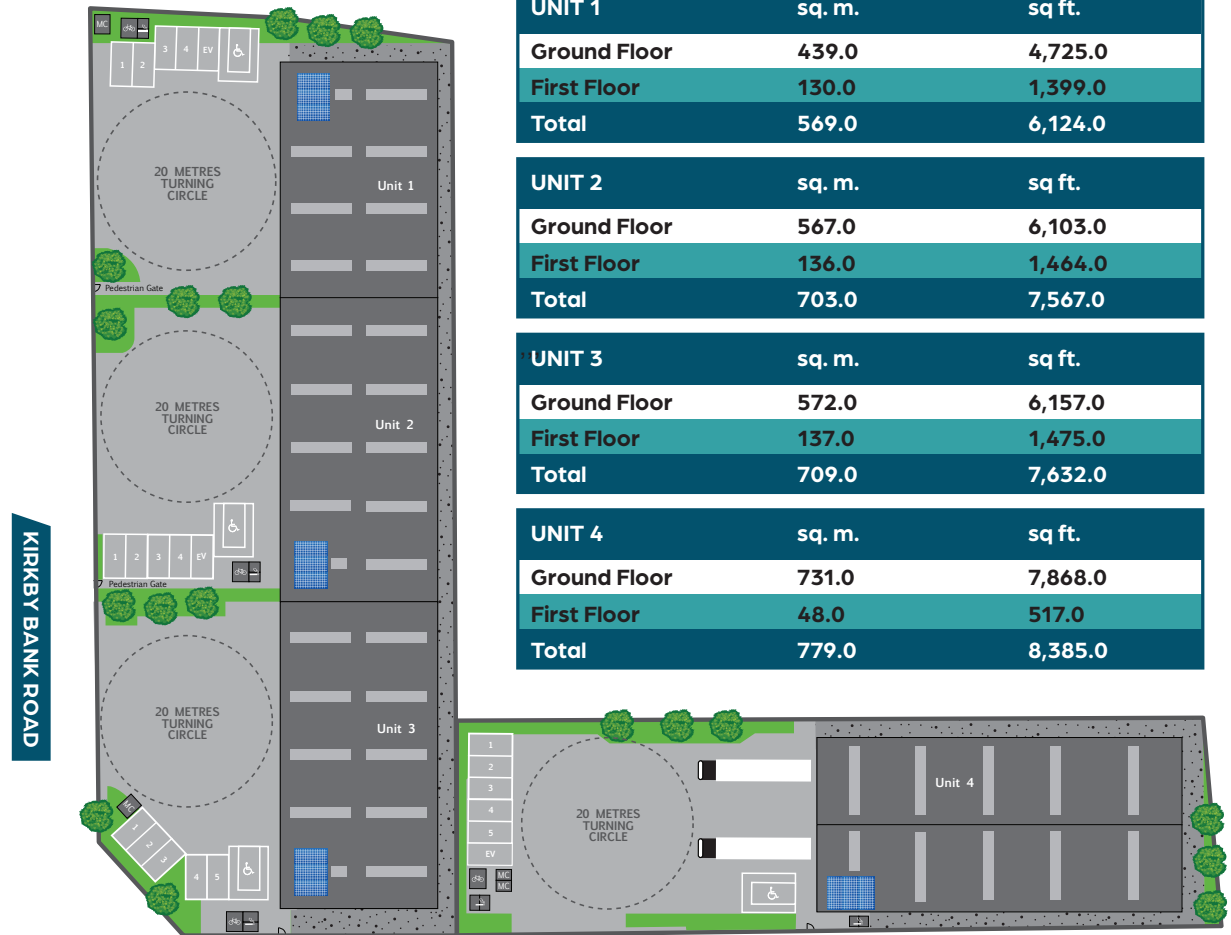 MC
3 4 EV
1 2
20 METRES
TURNING
CIRCLE
Unit 1
Pedestrian Gate
20 METRES
TURNING
CIRCLE
Unit 2
1 2 3 4 EV
Pedestrian Gate
KIRKBY BANK ROAD
20 METRES
TURNING
CIRCLE
Unit 3
MC
1
2
3
4 5
UNIT 1 sq. m. sq ft.
Ground Floor 439.0 4,725.0
First Floor 130.0 1,399.0
Total 569.0 6,124.0
UNIT 2 sq. m. sq ft.
Ground Floor 567.0 6,103.0
First Floor 136.0 1,464.0
Total 703.0 7,567.0
,,UNIT 3 sq. m. sq ft.
Ground Floor 572.0 6,157.0
First Floor 137.0 1,475.0
Total 709.0 7,632.0
UNIT 4 sq. m. sq ft.
Ground Floor 731.0 7,868.0
First Floor 48.0 517.0
Total 779.0 8,385.0
1
2
3
4
5
EV
MC
MC
20 METRES
TURNING
CIRCLE
Unit 4